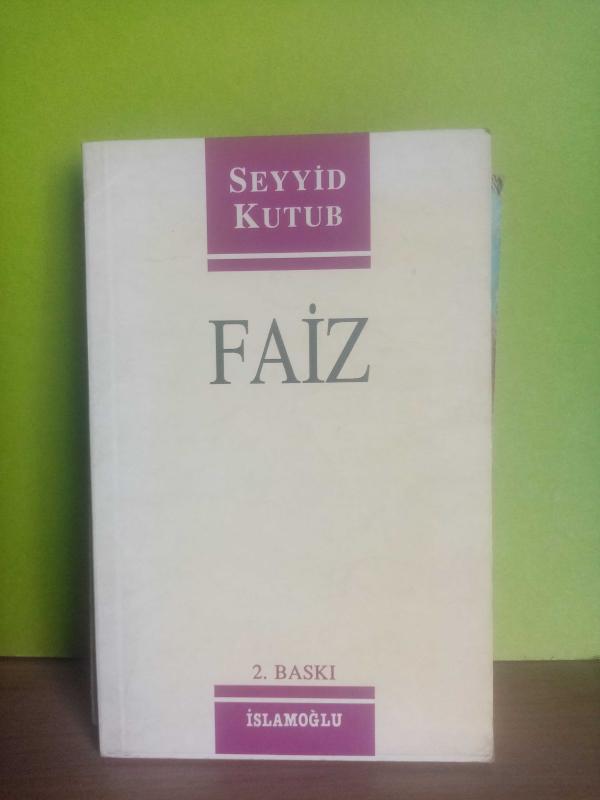 SEYYİD
KUTUB
FAİZ
2. BASKI
İSLAMOĞLU